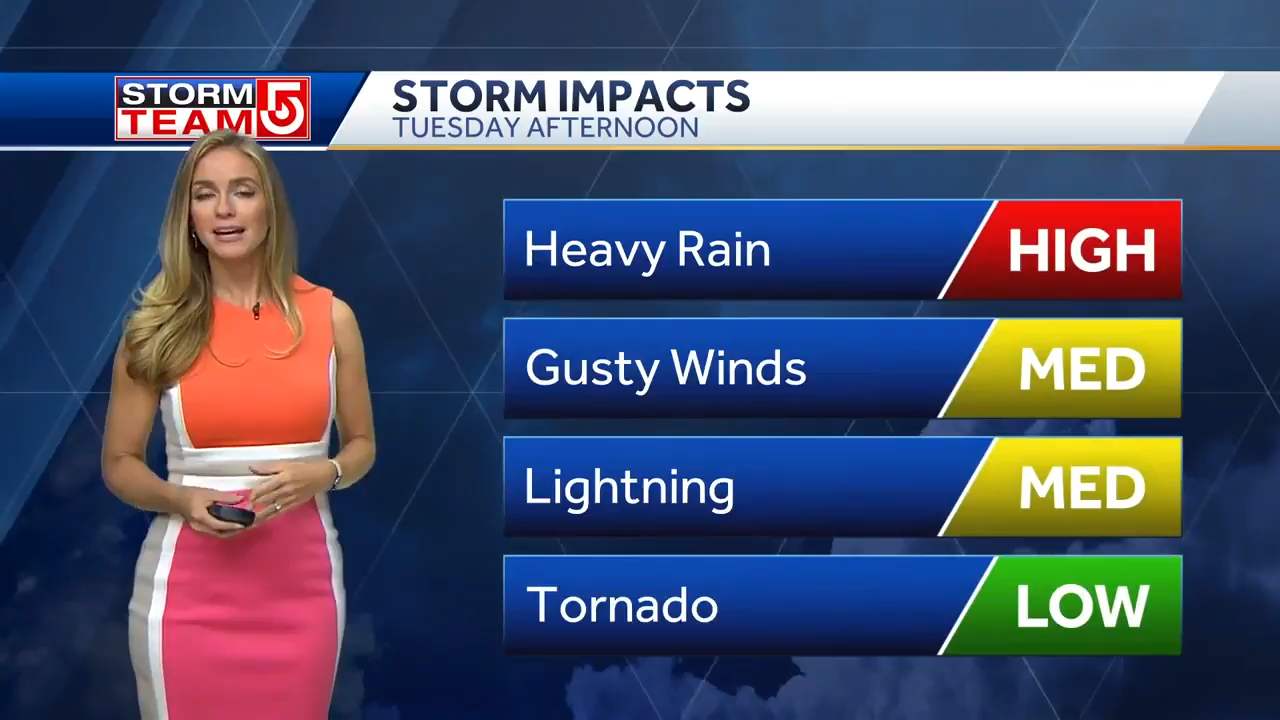 STORM
TEAM 5
STORM IMPACTS
TUESDAY AFTERNOON
Heavy Rain HIGH
Gusty Winds MED
Lightning MED
Tornado LOW